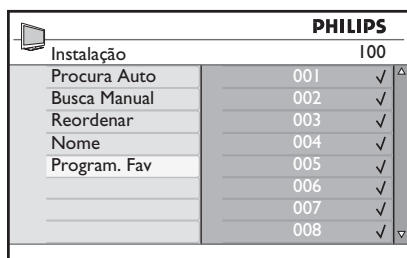 PHILIPS
Instalação 100
Procura Auto 001 ✓
Busca Manual 002 ✓
Reordenar 003 ✓
Nome 004 ✓
Program. Fav 005 ✓
006 ✓
007 ✓
008 ✓